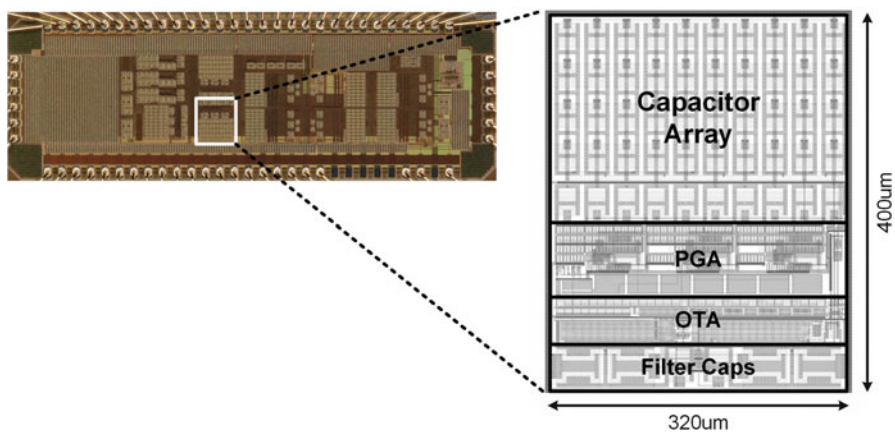 Capacitor
Array
PGA
OTA
Filter Caps
400um
320um